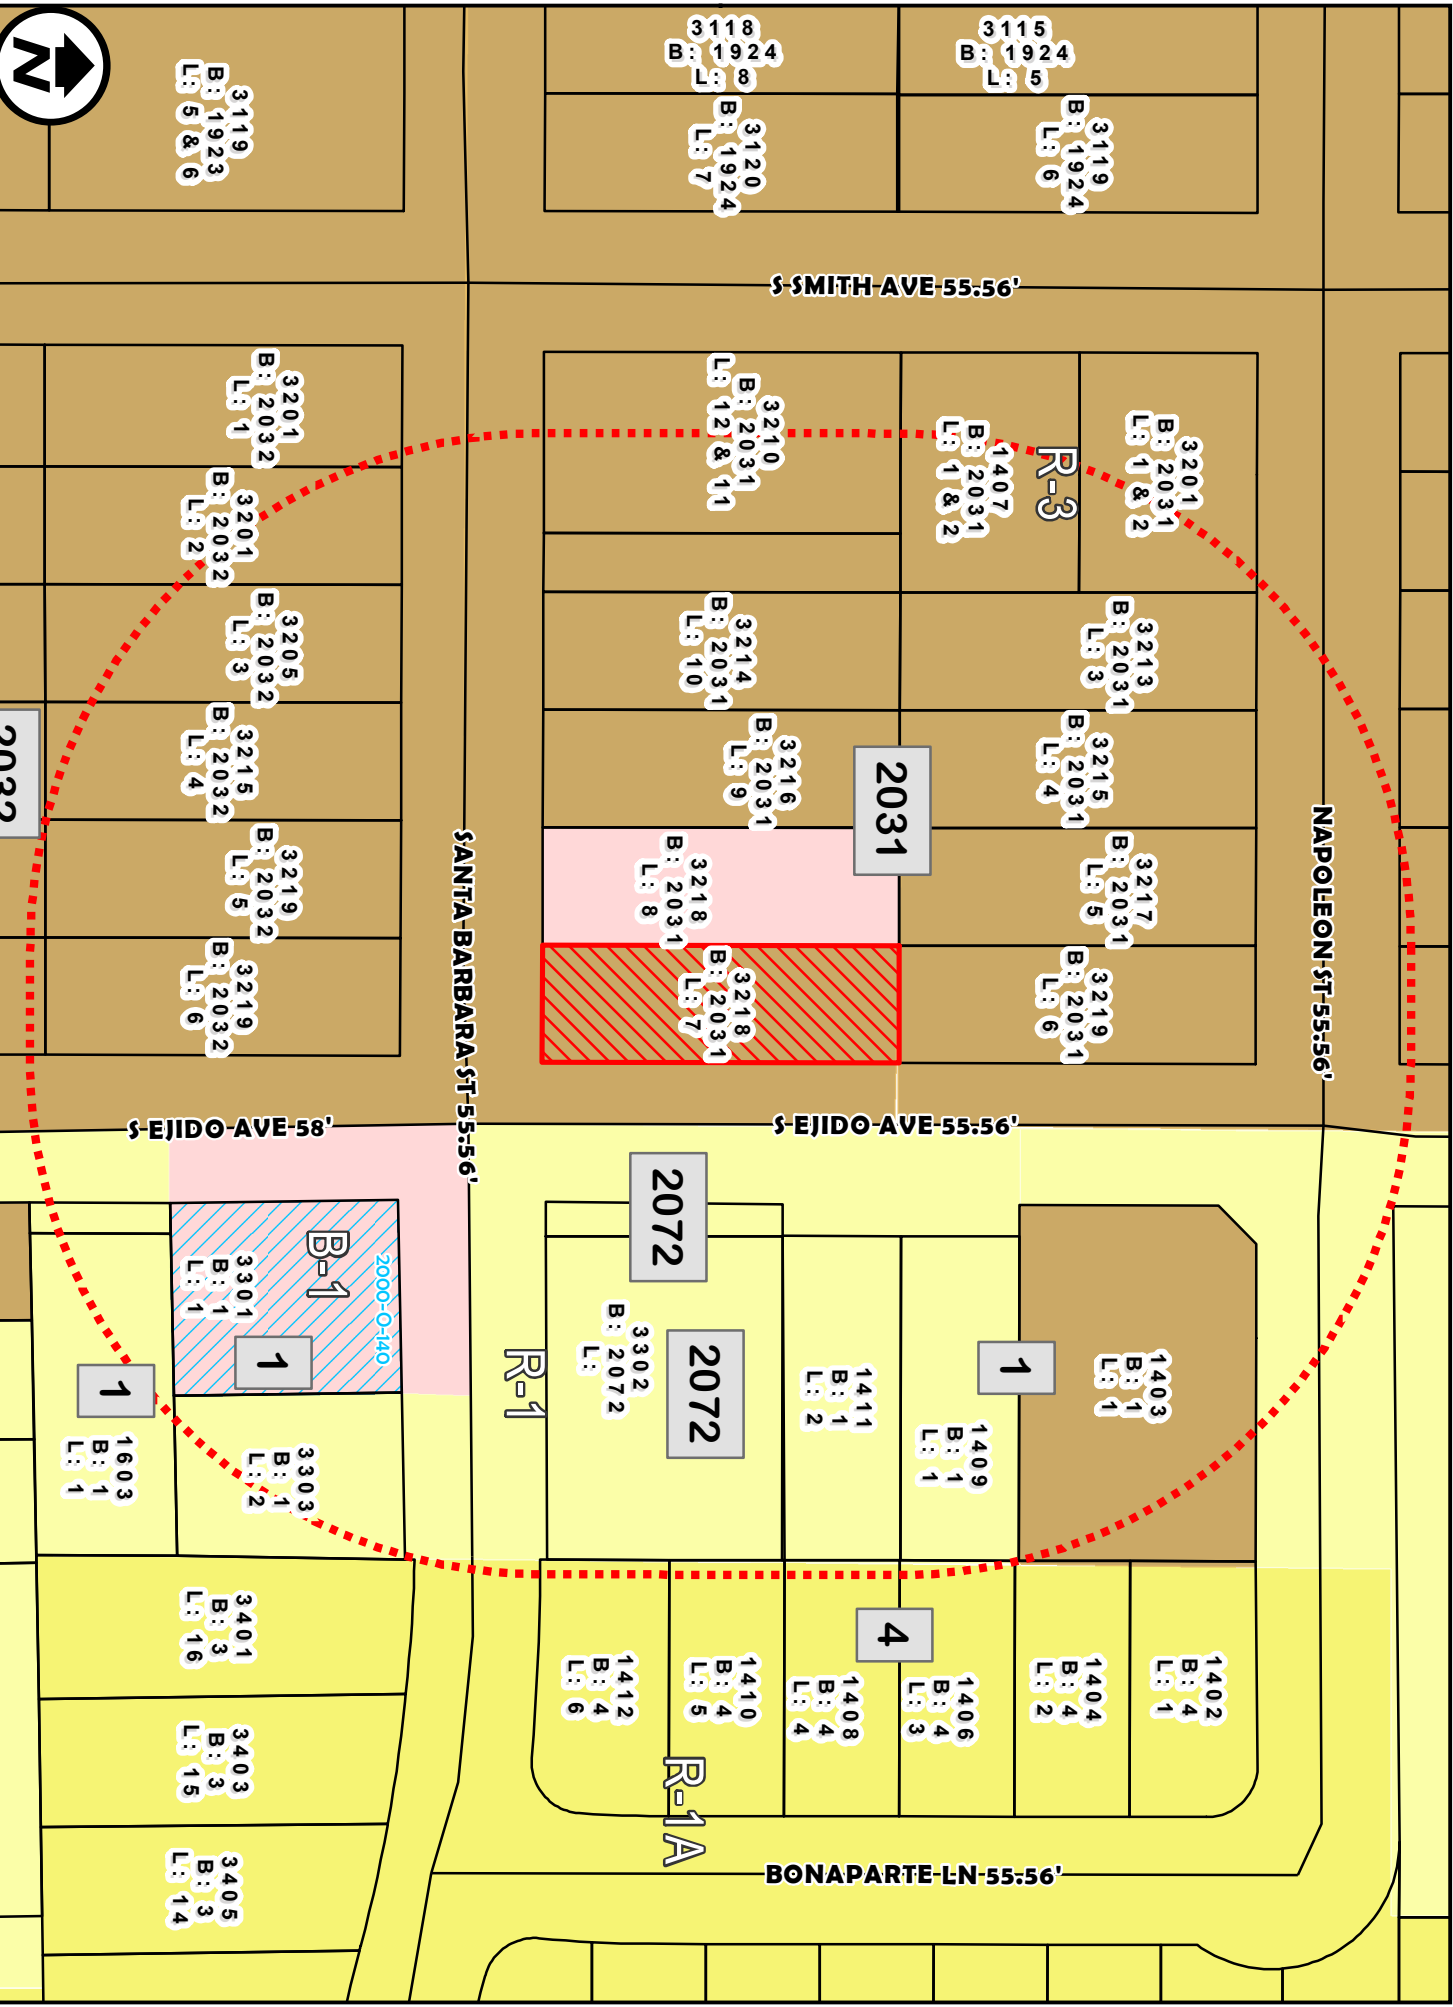 N
3118
B: 1924
L: 8
3115
B: 1924
L: 5
3119
B: 1923
L: 5 & 6
3120
B: 1924
L: 7
3119
B: 1924
L: 6
S SMITH AVE 55.56'
3201
B: 2032
L: 1
3210
B: 2031
L: 12 & 11
1407
B: 2031
L: 1 & 2
R-3
3201
B: 2031
L: 1 & 2
3201
B: 2032
L: 2
3205
B: 2032
L: 3
3214
B: 2031
L: 10
3213
B: 2031
L: 3
3215
B: 2032
L: 4
3216
B: 2031
L: 9
3215
B: 2031
L: 4
2032
2031
3219
B: 2032
L: 5
3218
B: 2031
L: 8
3217
B: 2031
L: 5
SANTA BARBARA ST 55.56'
NAPOLEON ST 55.56'
3219
B: 2032
L: 6
3218
B: 2031
L: 7
3219
B: 2031
L: 6
S EJIDO AVE 58'
S EJIDO AVE 55.56'
2072
B-1
2000-O-140
3301
B: 1
L: 1
1
3302
B: 2072
L:
2072
R-1
1411
B: 1
L: 2
1
1403
B: 1
L: 1
1
1409
B: 1
L: 1
1603
B: 1
L: 1
3303
B: 1
L: 2
3401
B: 3
L: 16
4
1412
B: 4
L: 6
1410
B: 4
L: 5
1408
B: 4
L: 4
1406
B: 4
L: 3
1404
B: 4
L: 2
1402
B: 4
L: 1
3403
B: 3
L: 15
R-1A
3405
B: 3
L: 14
BONAPARTE LN 55.56'